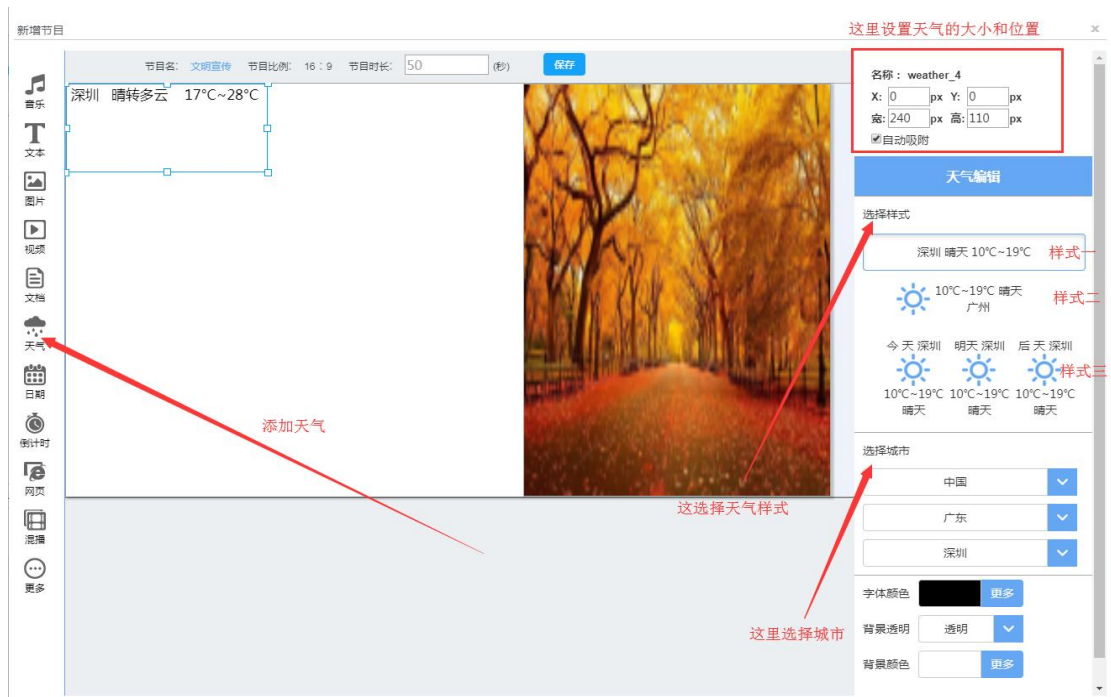 新增节目
这里设置天气的大小和位置
×
节目名: 文明宣传 节目比例: 16:9 节目时长: 50 (秒) 保存
名称: weather_4
X: 0 px Y: 0 px
宽: 240 px 高: 110 px
自动吸附
音乐
文本
图片
视频
文档
天气
日期
倒计时
网页
混播
更多
深圳 晴转多云 17°C~28°C
添加天气
这选择天气样式
这里选择城市
天气编辑
选择样式
深圳 晴天 10°C~19°C 样式一
10°C~19°C 晴天 样式二
广州
今 天 深圳 明天 深圳 后 天 深圳
样式三
10°C~19°C 10°C~19°C 10°C~19°C
晴天 晴天 晴天
选择城市
中国
广东
深圳
字体颜色 更多
背景透明 透明
背景颜色 更多